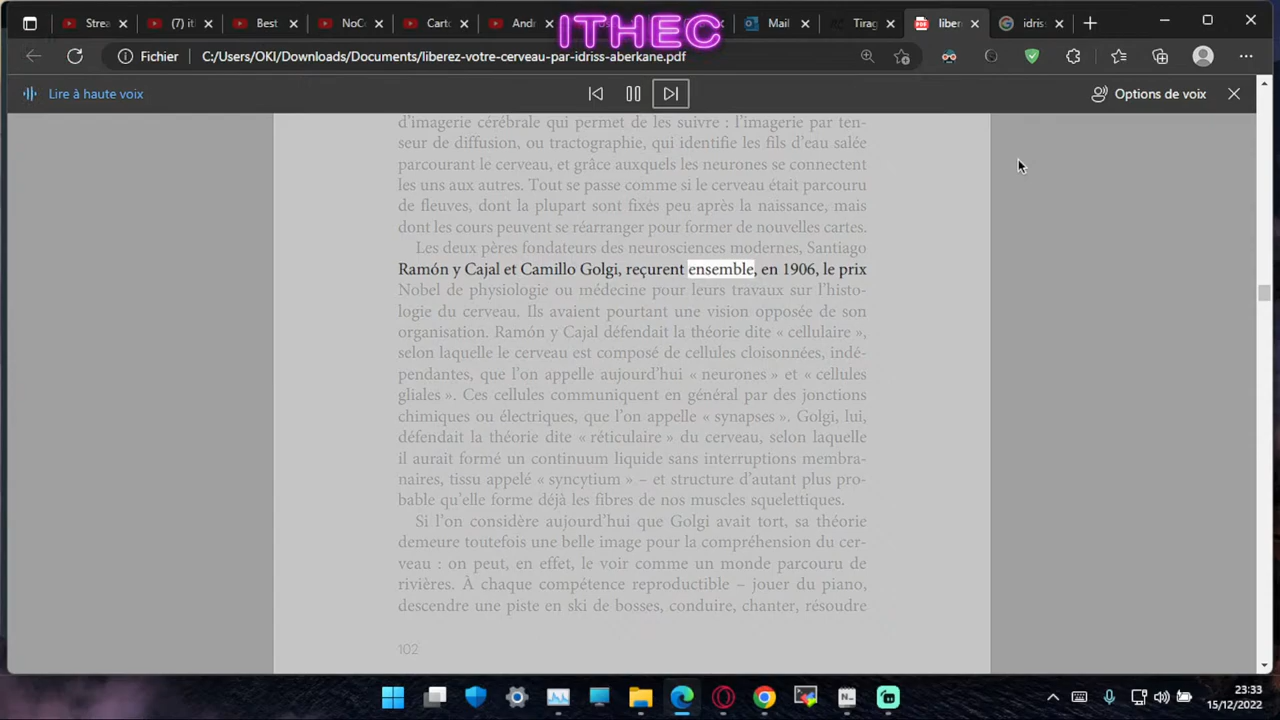 Strea
(7) it
Best
NoCo
Carto
Andr
ITHEC
Mail
Tirag
liber
idris
Fichier
C:/Users/OKI/Downloads/Documents/liberez-votre-cerveau-par-idriss-aberkane.pdf
Lire à haute voix
Options de voix
d'imagerie cérébrale qui permet de les suivre : l'imagerie par ten-
seur de diffusion, ou tractographie, qui identifie les fils d'eau salée
parcourant le cerveau, et grâce auxquels les neurones se connectent
les uns aux autres. Tout se passe comme si le cerveau était parcouru
de fleuves, dont la plupart sont fixés peu après la naissance, mais
dont les cours peuvent se réarranger pour former de nouvelles cartes.
Les deux pères fondateurs des neurosciences modernes, Santiago
Ramón y Cajal et Camillo Golgi, reçurent ensemble, en 1906, le prix
Nobel de physiologie ou médecine pour leurs travaux sur l'histo-
logie du cerveau. Ils avaient pourtant une vision opposée de son
organisation. Ramón y Cajal défendait la théorie dite « cellulaire »,
selon laquelle le cerveau est composé de cellules cloisonnées, indé-
pendantes, que l'on appelle aujourd'hui « neurones » et « cellules
gliales ». Ces cellules communiquent en général par des jonctions
chimiques ou électriques, que l'on appelle « synapses ». Golgi, lui,
défendait la théorie dite « réticulaire » du cerveau, selon laquelle
il aurait formé un continuum liquide sans interruptions membra-
naires, tissu appelé « syncytium » – et structure d'autant plus pro-
bable qu'elle forme déjà les fibres de nos muscles squelettiques.
Si l'on considère aujourd'hui que Golgi avait tort, sa théorie
demeure toutefois une belle image pour la compréhension du cer-
veau : on peut, en effet, le voir comme un monde parcouru de
rivières. À chaque compétence reproductible – jouer du piano,
descendre une piste en ski de bosses, conduire, chanter, résoudre
102
23:33
15/12/2022